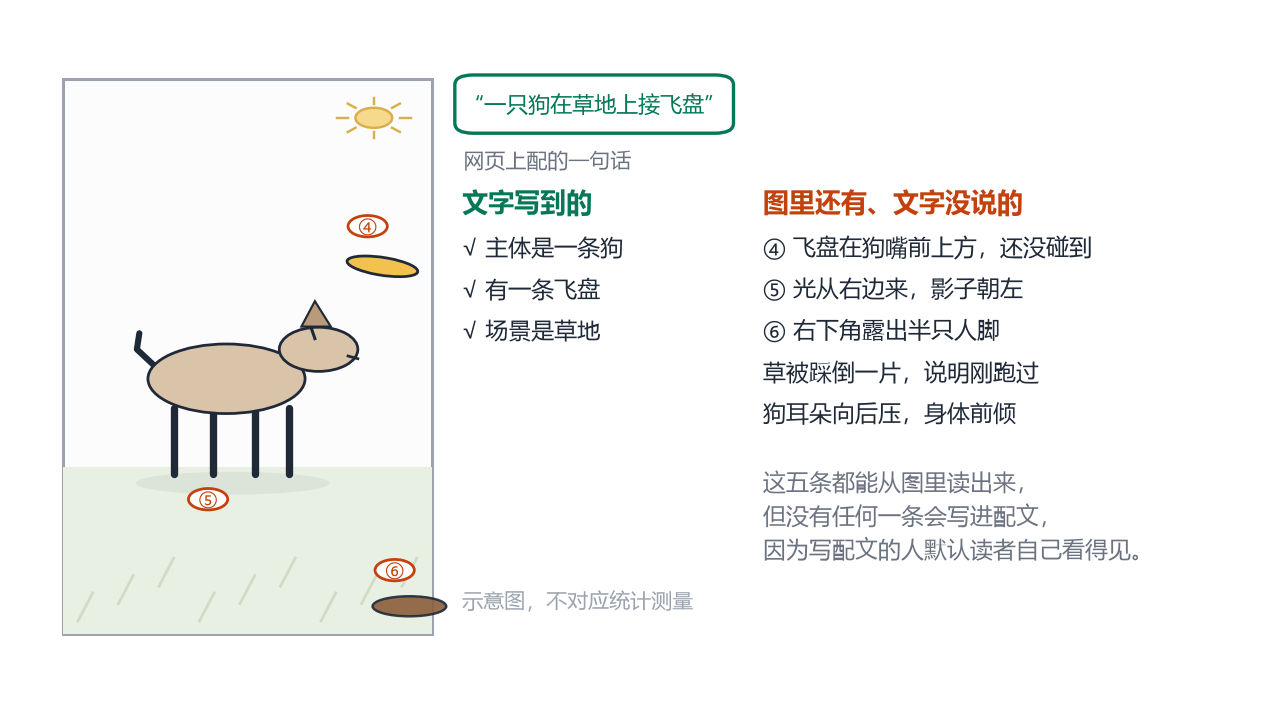 “一只狗在草地上接飞盘”
网页上配的一句话
文字写到的
√ 主体是一条狗
√ 有一条飞盘
√ 场景是草地
图里还有、文字没说的
④ 飞盘在狗嘴前上方，还没碰到
⑤ 光从右边来，影子朝左
⑥ 右下角露出半只人脚
草被踩倒一片，说明刚跑过
狗耳朵向后压，身体前倾
这五条都能从图里读出来，
但没有任何一条会写进配文，
因为写配文的人默认读者自己看得见。
④
⑤
⑥
示意图，不对应统计测量